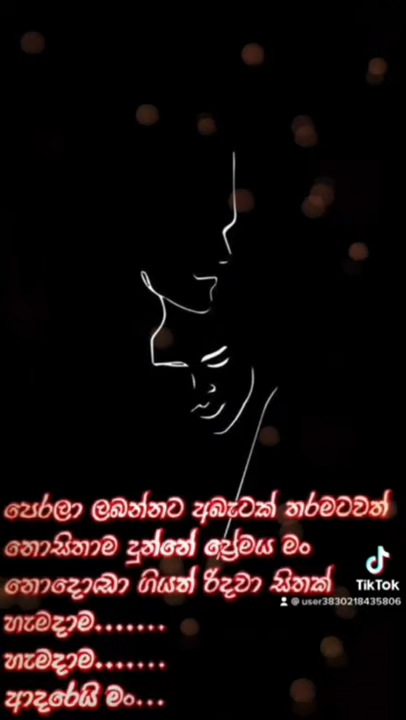 පෙරලා ලබන්නට අබැටක් තරමටවත්
නොසිතාම දුන්නේ ප්‍රේමය මං
නොදොඩා ගියත් රිදවා සිතක්
හැමදාම.......
හැමදාම.......
ආදරෙයි මං...
TikTok
@ user3830218435806